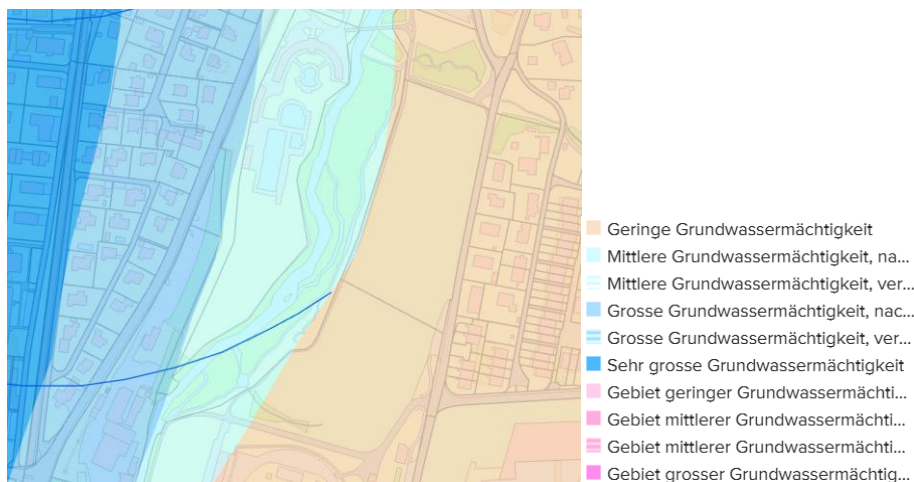 Geringe Grundwassermächtigkeit
Mittlere Grundwassermächtigkeit, na...
Mittlere Grundwassermächtigkeit, ver...
Grosse Grundwassermächtigkeit, nac...
Grosse Grundwassermächtigkeit, ver...
Sehr grosse Grundwassermächtigkeit
Gebiet geringer Grundwassermächti...
Gebiet mittlerer Grundwassermächti...
Gebiet mittlerer Grundwassermächti...
Gebiet grosser Grundwassermächtig...